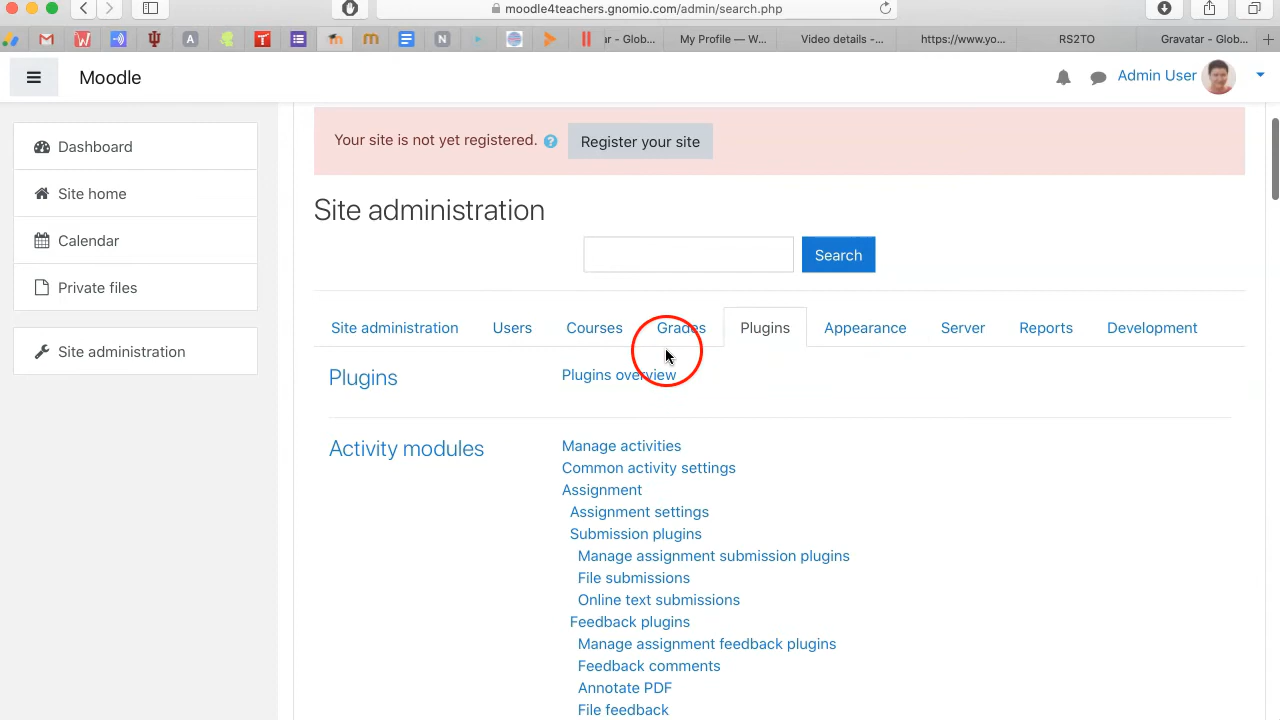 moodle4teachers.gnomio.com/admin/search.php
ar - Glob...
My Profile — W...
Video details -...
https://www.yo...
RS2TO
Gravatar - Glob...
Moodle
Admin User
Dashboard
Site home
Calendar
Private files
Site administration
Your site is not yet registered.
Register your site
Site administration
Search
Site administration Users Courses Grades Plugins Appearance Server Reports Development
Plugins
Plugins overview
Activity modules
Manage activities
Common activity settings
Assignment
Assignment settings
Submission plugins
Manage assignment submission plugins
File submissions
Online text submissions
Feedback plugins
Manage assignment feedback plugins
Feedback comments
Annotate PDF
File feedback